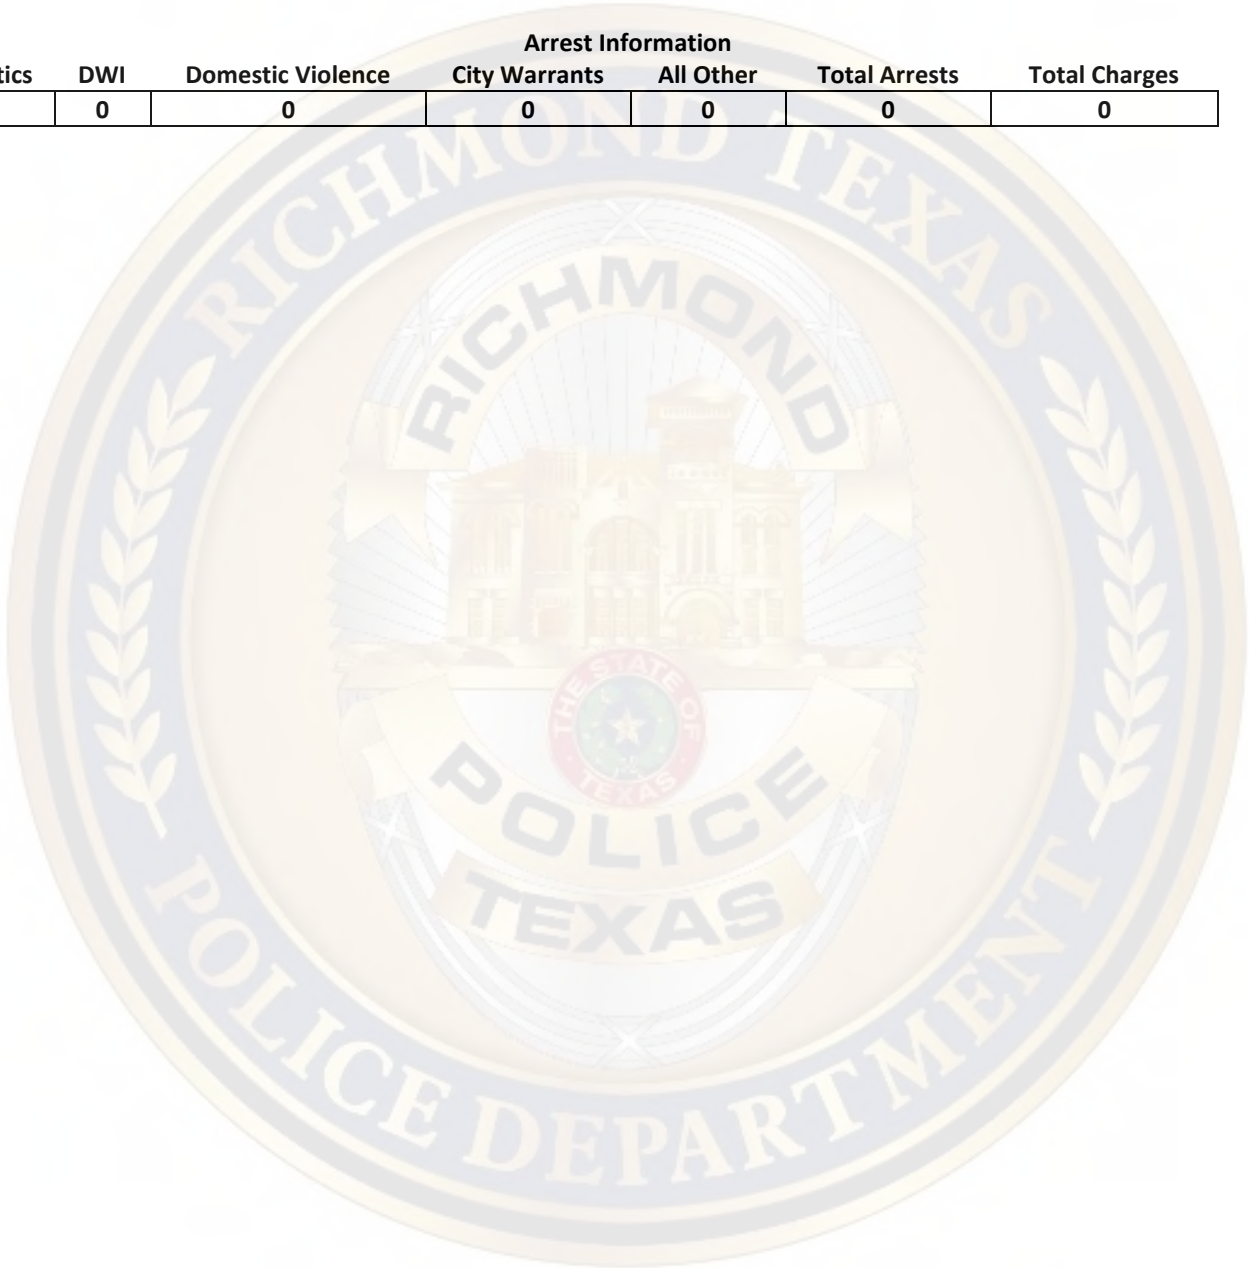 Arrest Information
tics DWI Domestic Violence City Warrants All Other Total Arrests Total Charges
0 0 0 0 0 0
RICHMOND TEXAS
RICHMOND
THE STATE OF
TEXAS
POLICE
TEXAS
POLICE DEPARTMENT